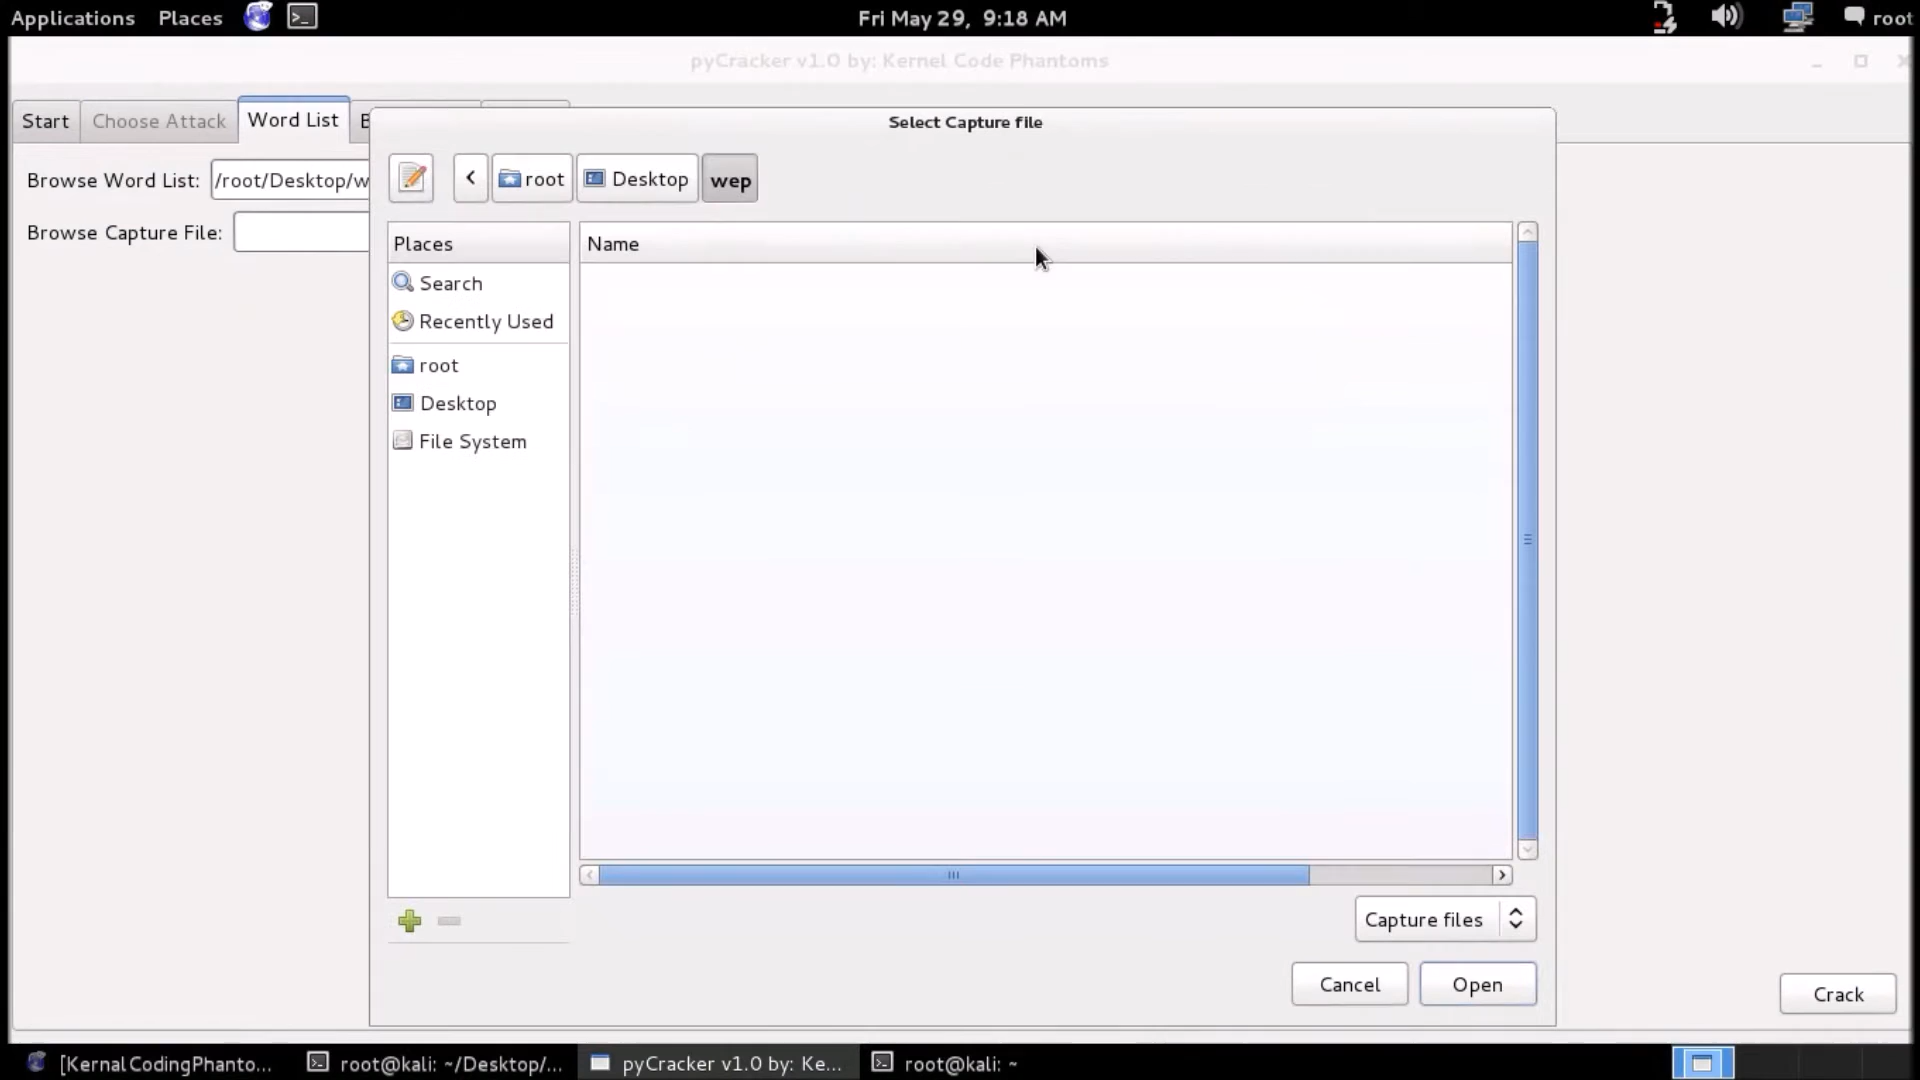 Applications Places Fri May 29, 9:18 AM root
pyCracker v1.0 by: Kernel Code Phantoms
Start Choose Attack Word List
Select Capture file
Browse Word List: /root/Desktop/w
< root Desktop wep
Browse Capture File:
Places Name
Search
Recently Used
root
Desktop
File System
Capture files
Cancel Open
Crack
[KernalCodingPhanto... root@kali: ~/Desktop/... pyCracker v1.0 by: Ke... root@kali: ~